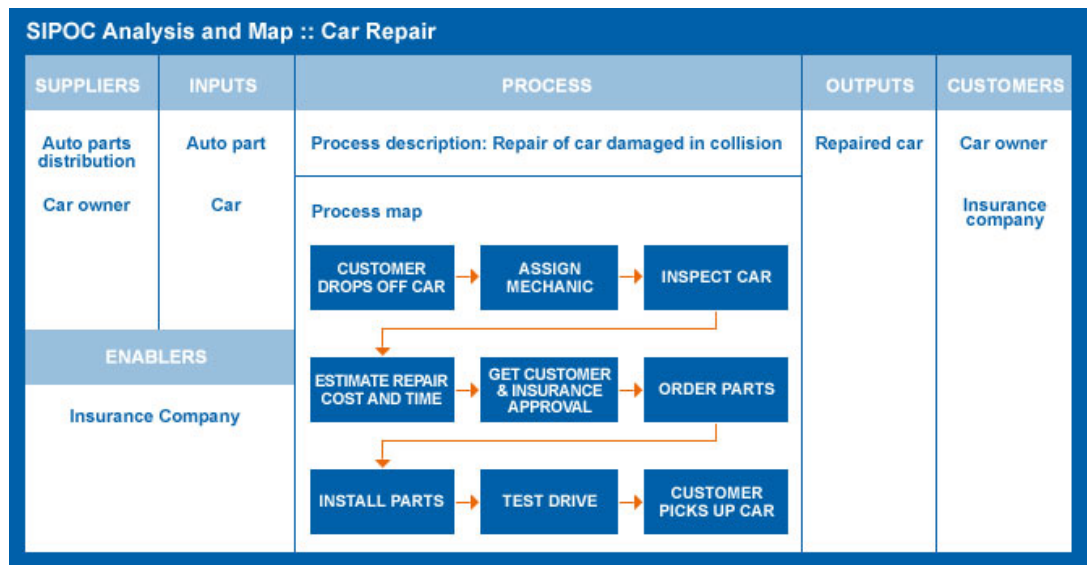 SIPOC Analysis and Map :: Car Repair
SUPPLIERS
INPUTS
PROCESS
OUTPUTS
CUSTOMERS
Auto parts
distribution
Car owner
Auto part
Car
Process description: Repair of car damaged in collision
Process map
CUSTOMER
DROPS OFF CAR
ASSIGN
MECHANIC
INSPECT CAR
ESTIMATE REPAIR
COST AND TIME
GET CUSTOMER
& INSURANCE
APPROVAL
ORDER PARTS
INSTALL PARTS
TEST DRIVE
CUSTOMER
PICKS UP CAR
Repaired car
Car owner
Insurance
company
ENABLERS
Insurance Company